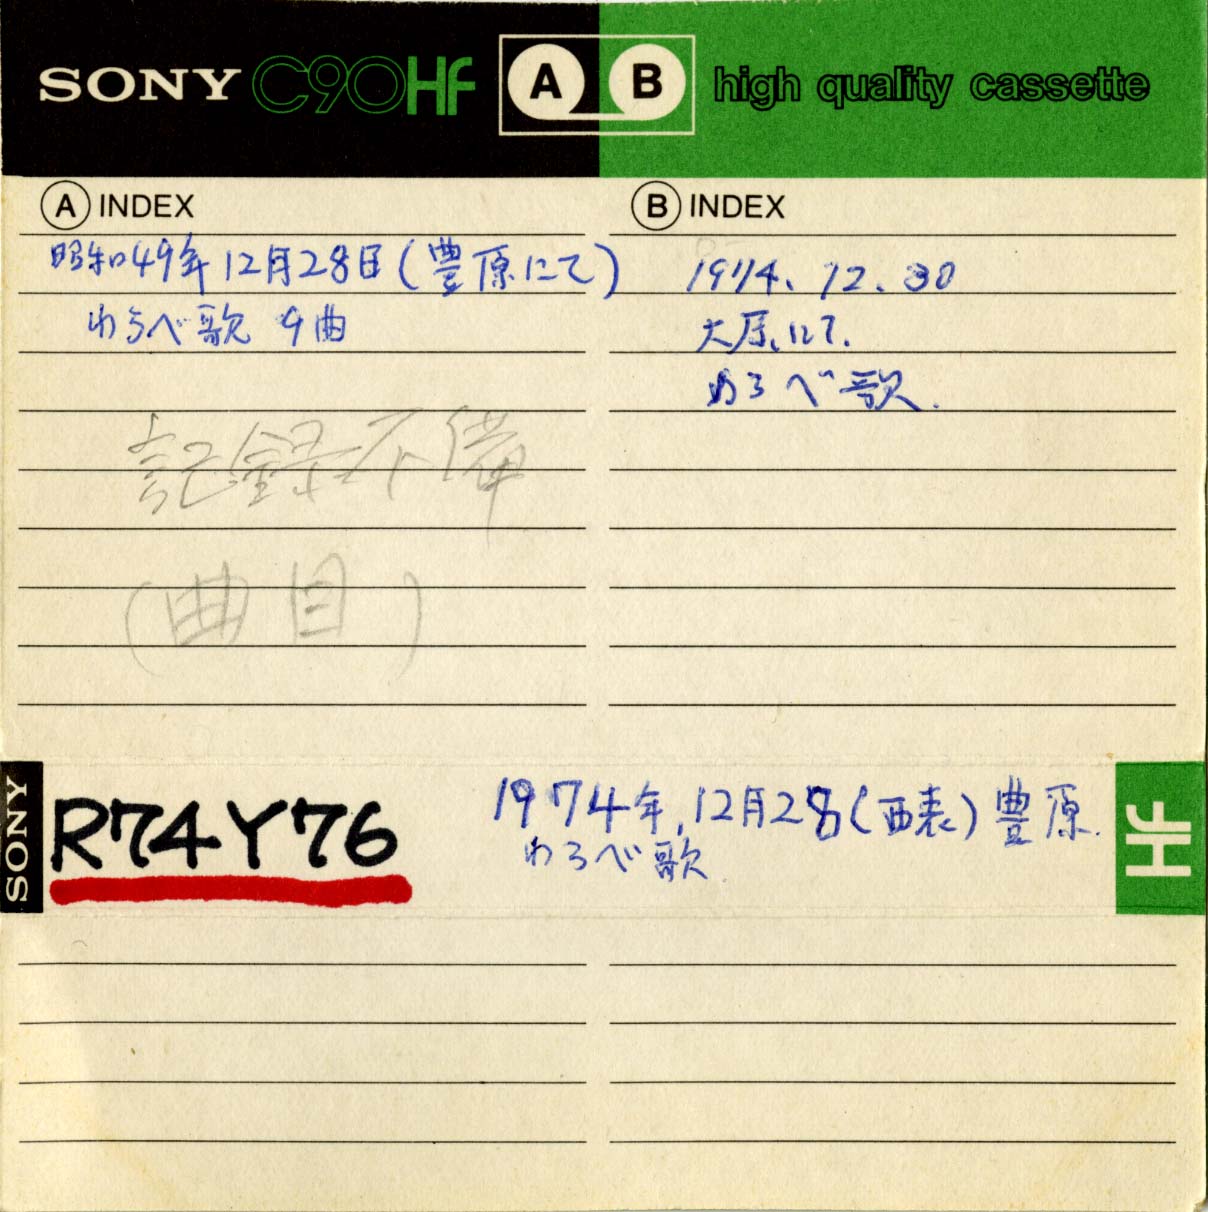 SONY C90HF A B high quality cassette
A INDEX
昭和49年12月28日(豊原にて)
わらべ歌 9曲
記録不備
(曲目)
B INDEX
1974.12.30
大原にて.
わらべ歌.
SONY
R74Y76
1974年,12月28(西表)豊原.
わらべ歌
HF